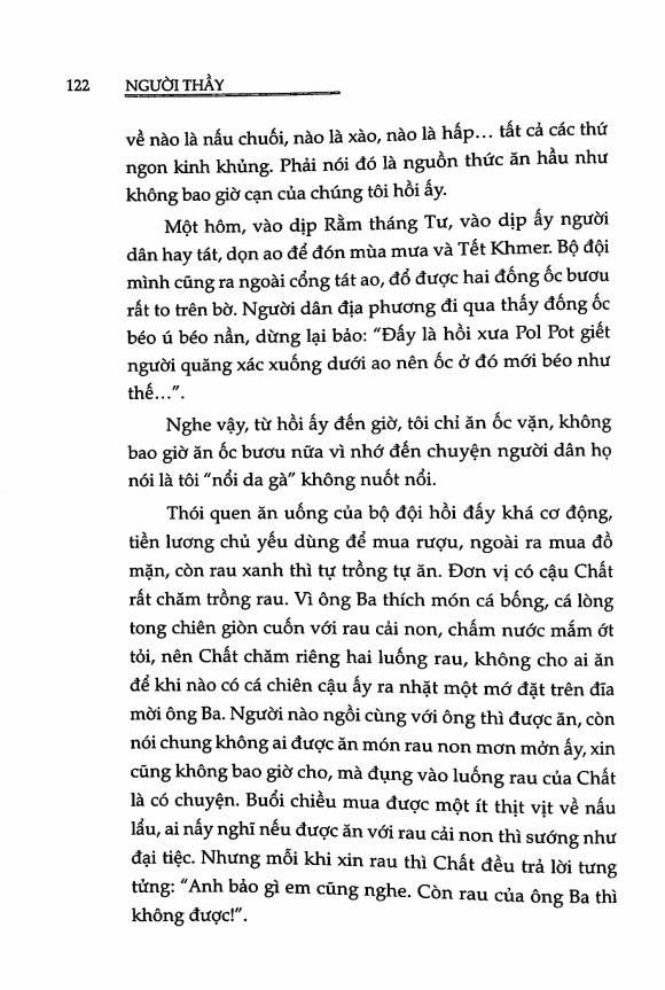 122 NGƯỜI THẦY
về nào là nấu chuối, nào là xào, nào là hấp... tất cả các thứ
ngon kinh khủng. Phải nói đó là nguồn thức ăn hầu như
không bao giờ cạn của chúng tôi hồi ấy.
Một hôm, vào dịp Rằm tháng Tư, vào dịp ấy người
dân hay tát, dọn ao để đón mùa mưa và Tết Khmer. Bộ đội
mình cũng ra ngoài cổng tát ao, đổ được hai đống ốc bươu
rất to trên bờ. Người dân địa phương đi qua thấy đống ốc
béo ú béo nần, dừng lại bảo: "Đấy là hồi xưa Pol Pot giết
người quăng xác xuống dưới ao nên ốc ở đó mới béo như
thế...".
Nghe vậy, từ hồi ấy đến giờ, tôi chỉ ăn ốc vặn, không
bao giờ ăn ốc bươu nữa vì nhớ đến chuyện người dân họ
nói là tôi "nổi da gà" không nuốt nổi.
Thói quen ăn uống của bộ đội hồi đấy khá cơ động,
tiền lương chủ yếu dùng để mua rượu, ngoài ra mua đồ
mặn, còn rau xanh thì tự trồng tự ăn. Đơn vị có cậu Chất
rất chăm trồng rau. Vì ông Ba thích món cá bống, cá lòng
tong chiên giòn cuốn với rau cải non, chấm nước mắm ớt
tỏi, nên Chất chăm riêng hai luống rau, không cho ai ăn
để khi nào có cá chiên cậu ấy ra nhặt một mớ đặt trên đĩa
mời ông Ba. Người nào ngồi cùng với ông thì được ăn, còn
nói chung không ai được ăn món rau non mơn mởn ấy, xin
cũng không bao giờ cho, mà đụng vào luống rau của Chất
là có chuyện. Buổi chiều mua được một ít thịt vịt về nấu
lẩu, ai nấy nghĩ nếu được ăn với rau cải non thì sướng như
đại tiệc. Nhưng mỗi khi xin rau thì Chất đều trả lời tưng
tửng: "Anh bảo gì em cũng nghe. Còn rau của ông Ba thì
không được!".